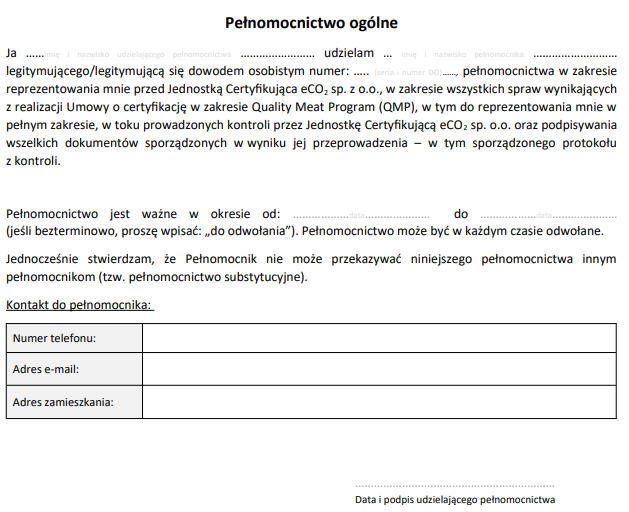 Pełnomocnictwo ogólne
Ja ……imię i nazwisko udzielającego pełnomocnictwa ……………………. udzielam … imię i nazwisko pełnomocnika ……………………….
legitymującego/legitymującą się dowodem osobistym numer: ….. (seria i numer DO)……, pełnomocnictwa w zakresie
reprezentowania mnie przed Jednostką Certyfikująca eCO₂ sp. z o.o., w zakresie wszystkich spraw wynikających
z realizacji Umowy o certyfikację w zakresie Quality Meat Program (QMP), w tym do reprezentowania mnie w
pełnym zakresie, w toku prowadzonych kontroli przez Jednostkę Certyfikującą eCO₂ sp. o.o. oraz podpisywania
wszelkich dokumentów sporządzonych w wyniku jej przeprowadzenia – w tym sporządzonego protokołu
z kontroli.
Pełnomocnictwo jest ważne w okresie od: ………………data………………… do ………………data…………………
(jeśli bezterminowo, proszę wpisać: „do odwołania”). Pełnomocnictwo może być w każdym czasie odwołane.
Jednocześnie stwierdzam, że Pełnomocnik nie może przekazywać niniejszego pełnomocnictwa innym
pełnomocnikom (tzw. pełnomocnictwo substytucyjne).
Kontakt do pełnomocnika:
Numer telefonu:
Adres e-mail:
Adres zamieszkania:
……………………………………………………
Data i podpis udzielającego pełnomocnictwa